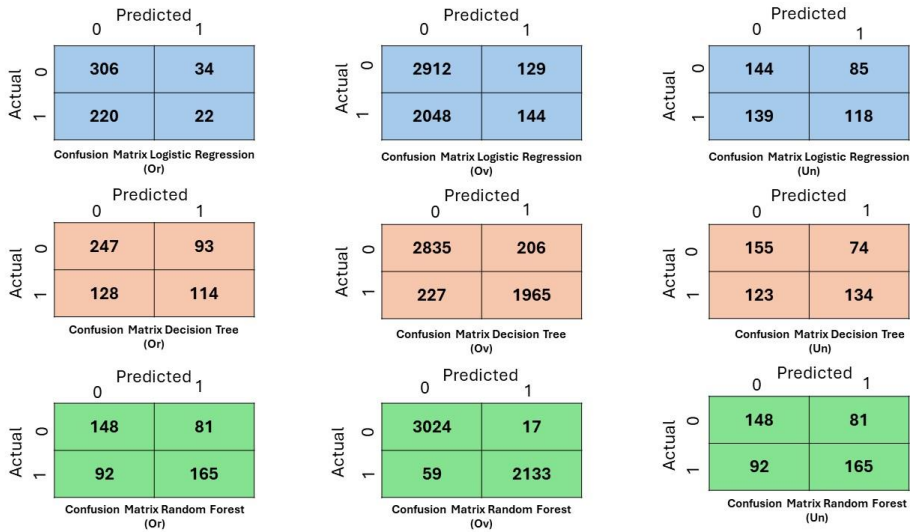 Predicted Predicted Predicted
0 1 0 1 0 1
Actual 0 306 34 Actual 0 2912 129 Actual 0 144 85
1 220 22 1 2048 144 1 139 118
Confusion Matrix Logistic Regression Confusion Matrix Logistic Regression Confusion Matrix Logistic Regression
(Or) (Ov) (Un)
Predicted Predicted Predicted
0 1 0 1 0 1
Actual 0 247 93 Actual 0 2835 206 Actual 0 155 74
1 128 114 1 227 1965 1 123 134
Confusion Matrix Decision Tree Confusion Matrix Decision Tree Confusion Matrix Decision Tree
(Or) (Ov) (Un)
Predicted Predicted Predicted
0 1 0 1 0 1
Actual 0 148 81 Actual 0 3024 17 Actual 0 148 81
1 92 165 1 59 2133 1 92 165
Confusion Matrix Random Forest Confusion Matrix Random Forest Confusion Matrix Random Forest
(Or) (Ov) (Un)